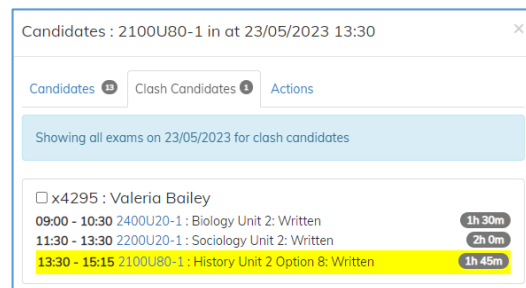 Candidates : 2100U80-1 in at 23/05/2023 13:30 ×
Candidates 13 Clash Candidates 1 Actions
Showing all exams on 23/05/2023 for clash candidates
x4295 : Valeria Bailey
09:00 - 10:30 2400U20-1 : Biology Unit 2: Written 1h 30m
11:30 - 13:30 2200U20-1 : Sociology Unit 2: Written 2h 0m
13:30 - 15:15 2100U80-1 : History Unit 2 Option 8: Written 1h 45m